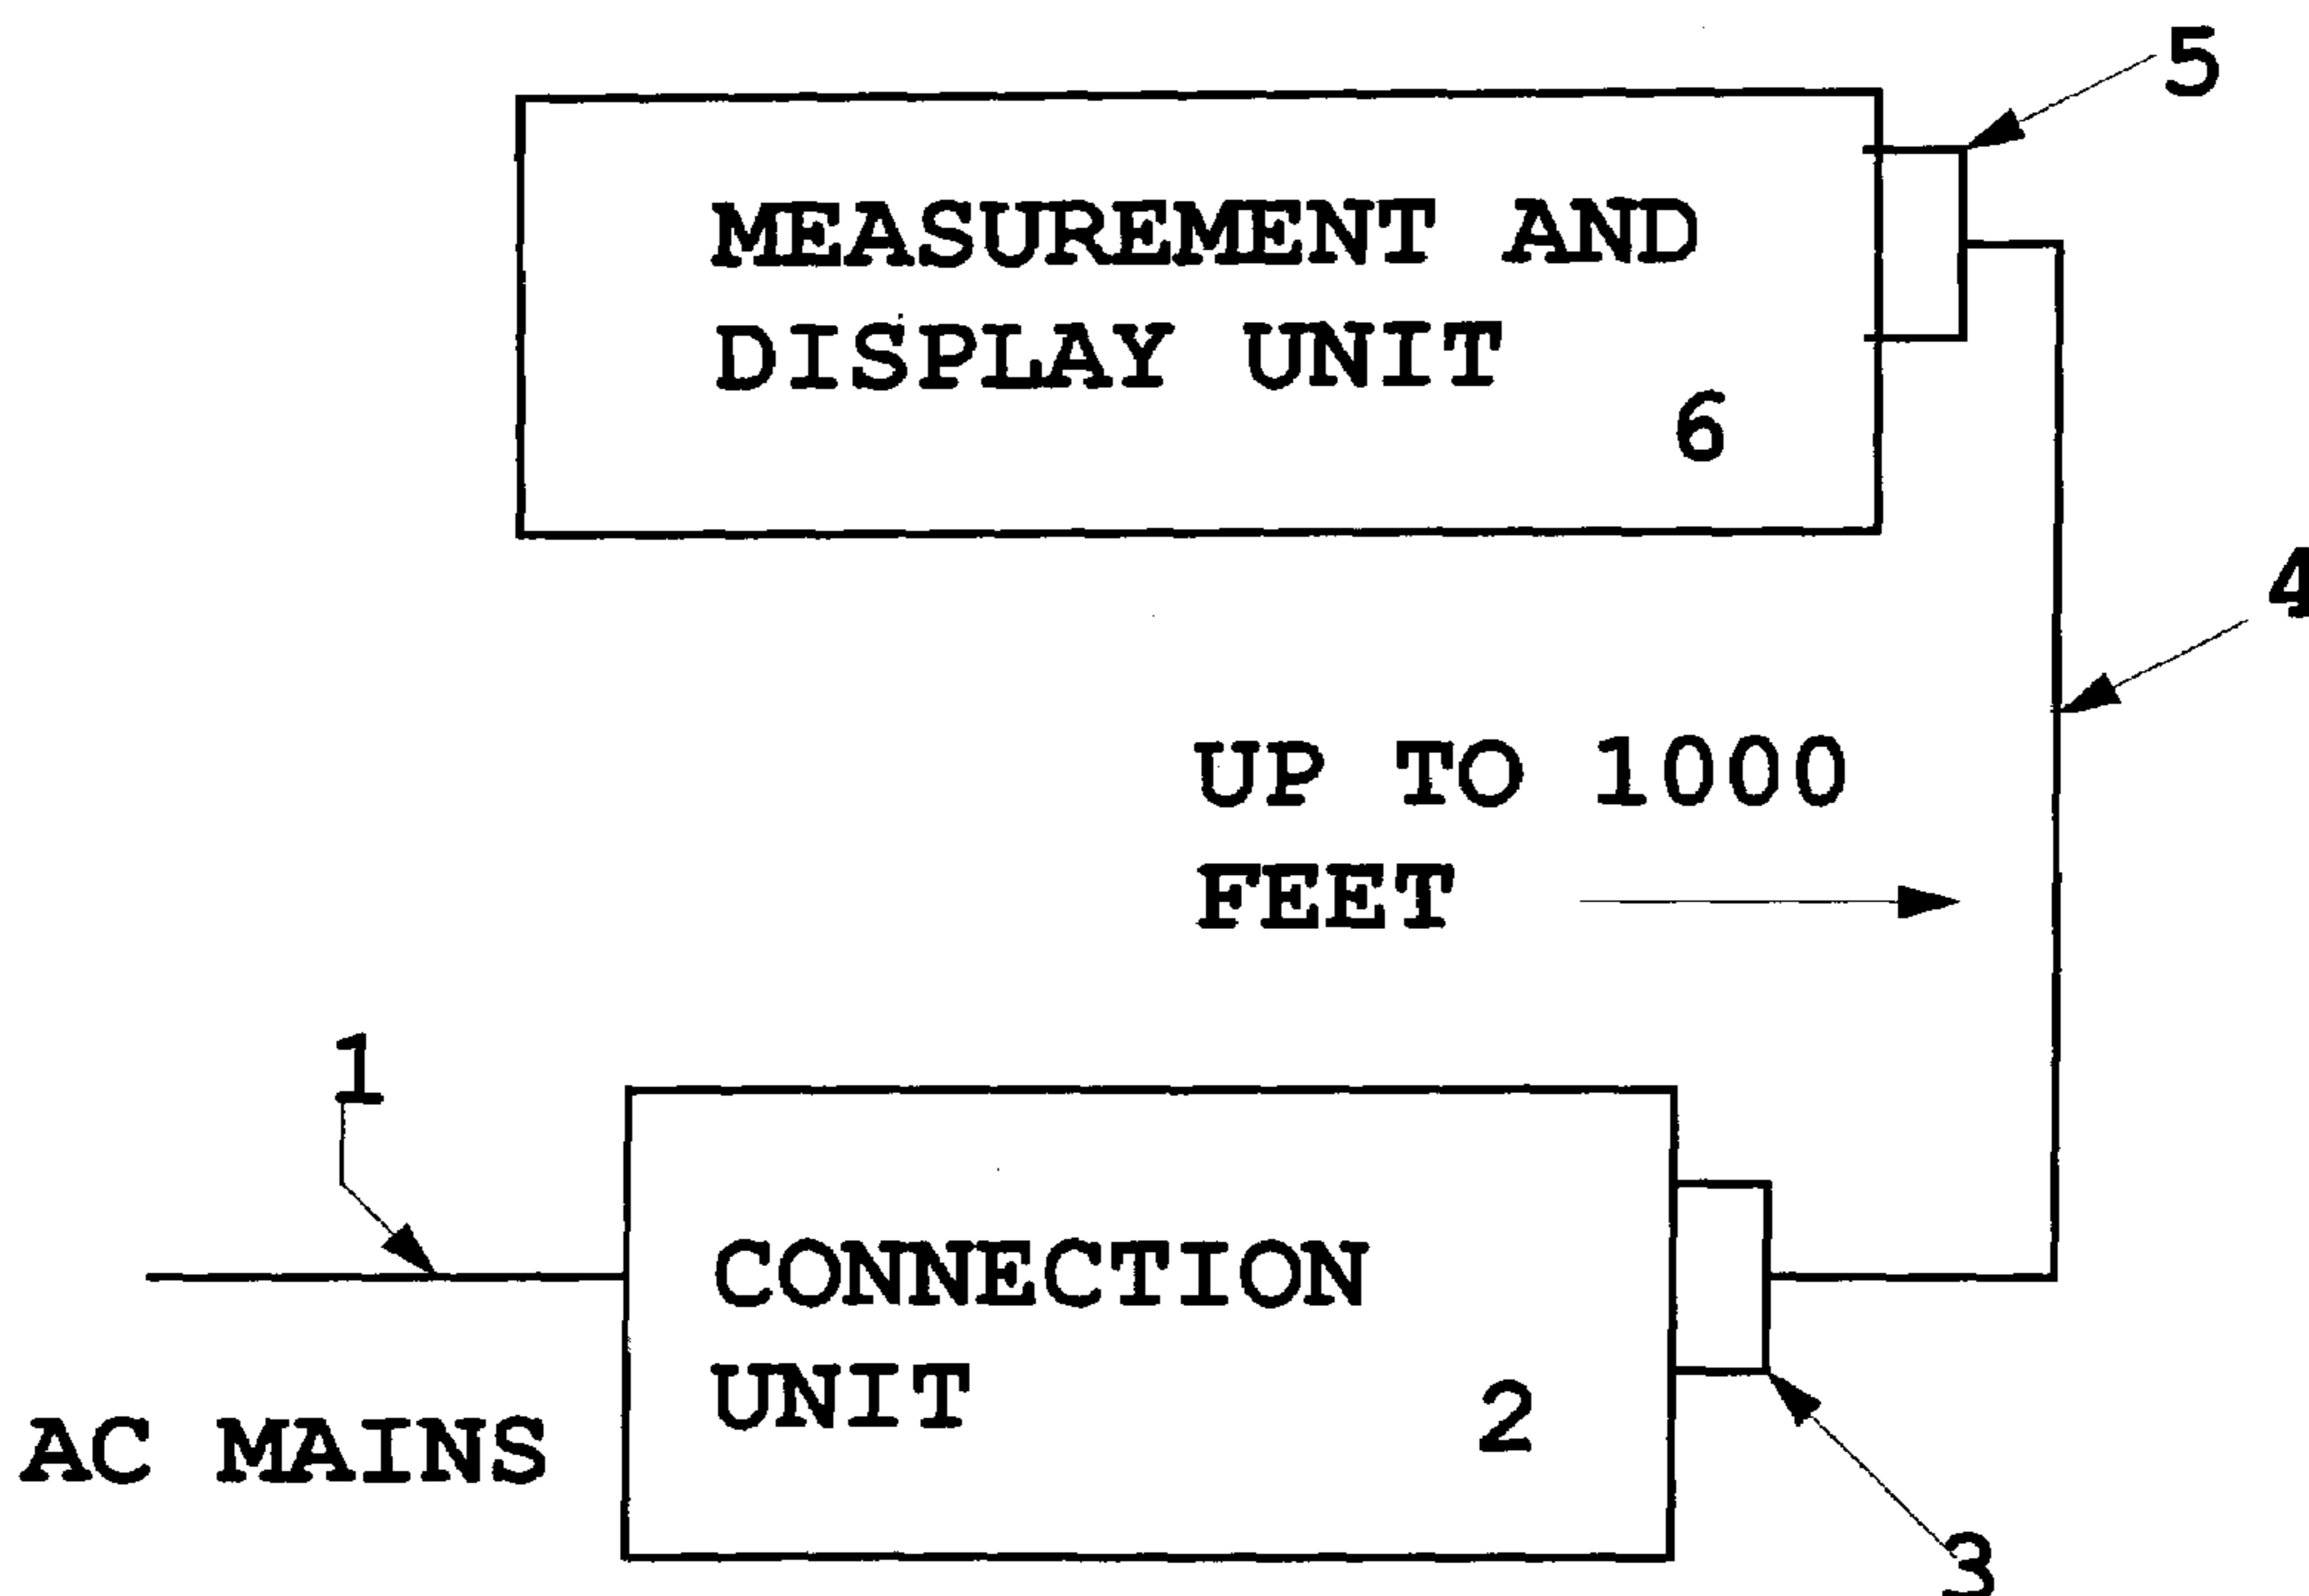 5
MEASUREMENT AND
DISPLAY UNIT
6
4
UP TO 1000
FEET
1
CONNECTION
UNIT
2
AC MAINS
3